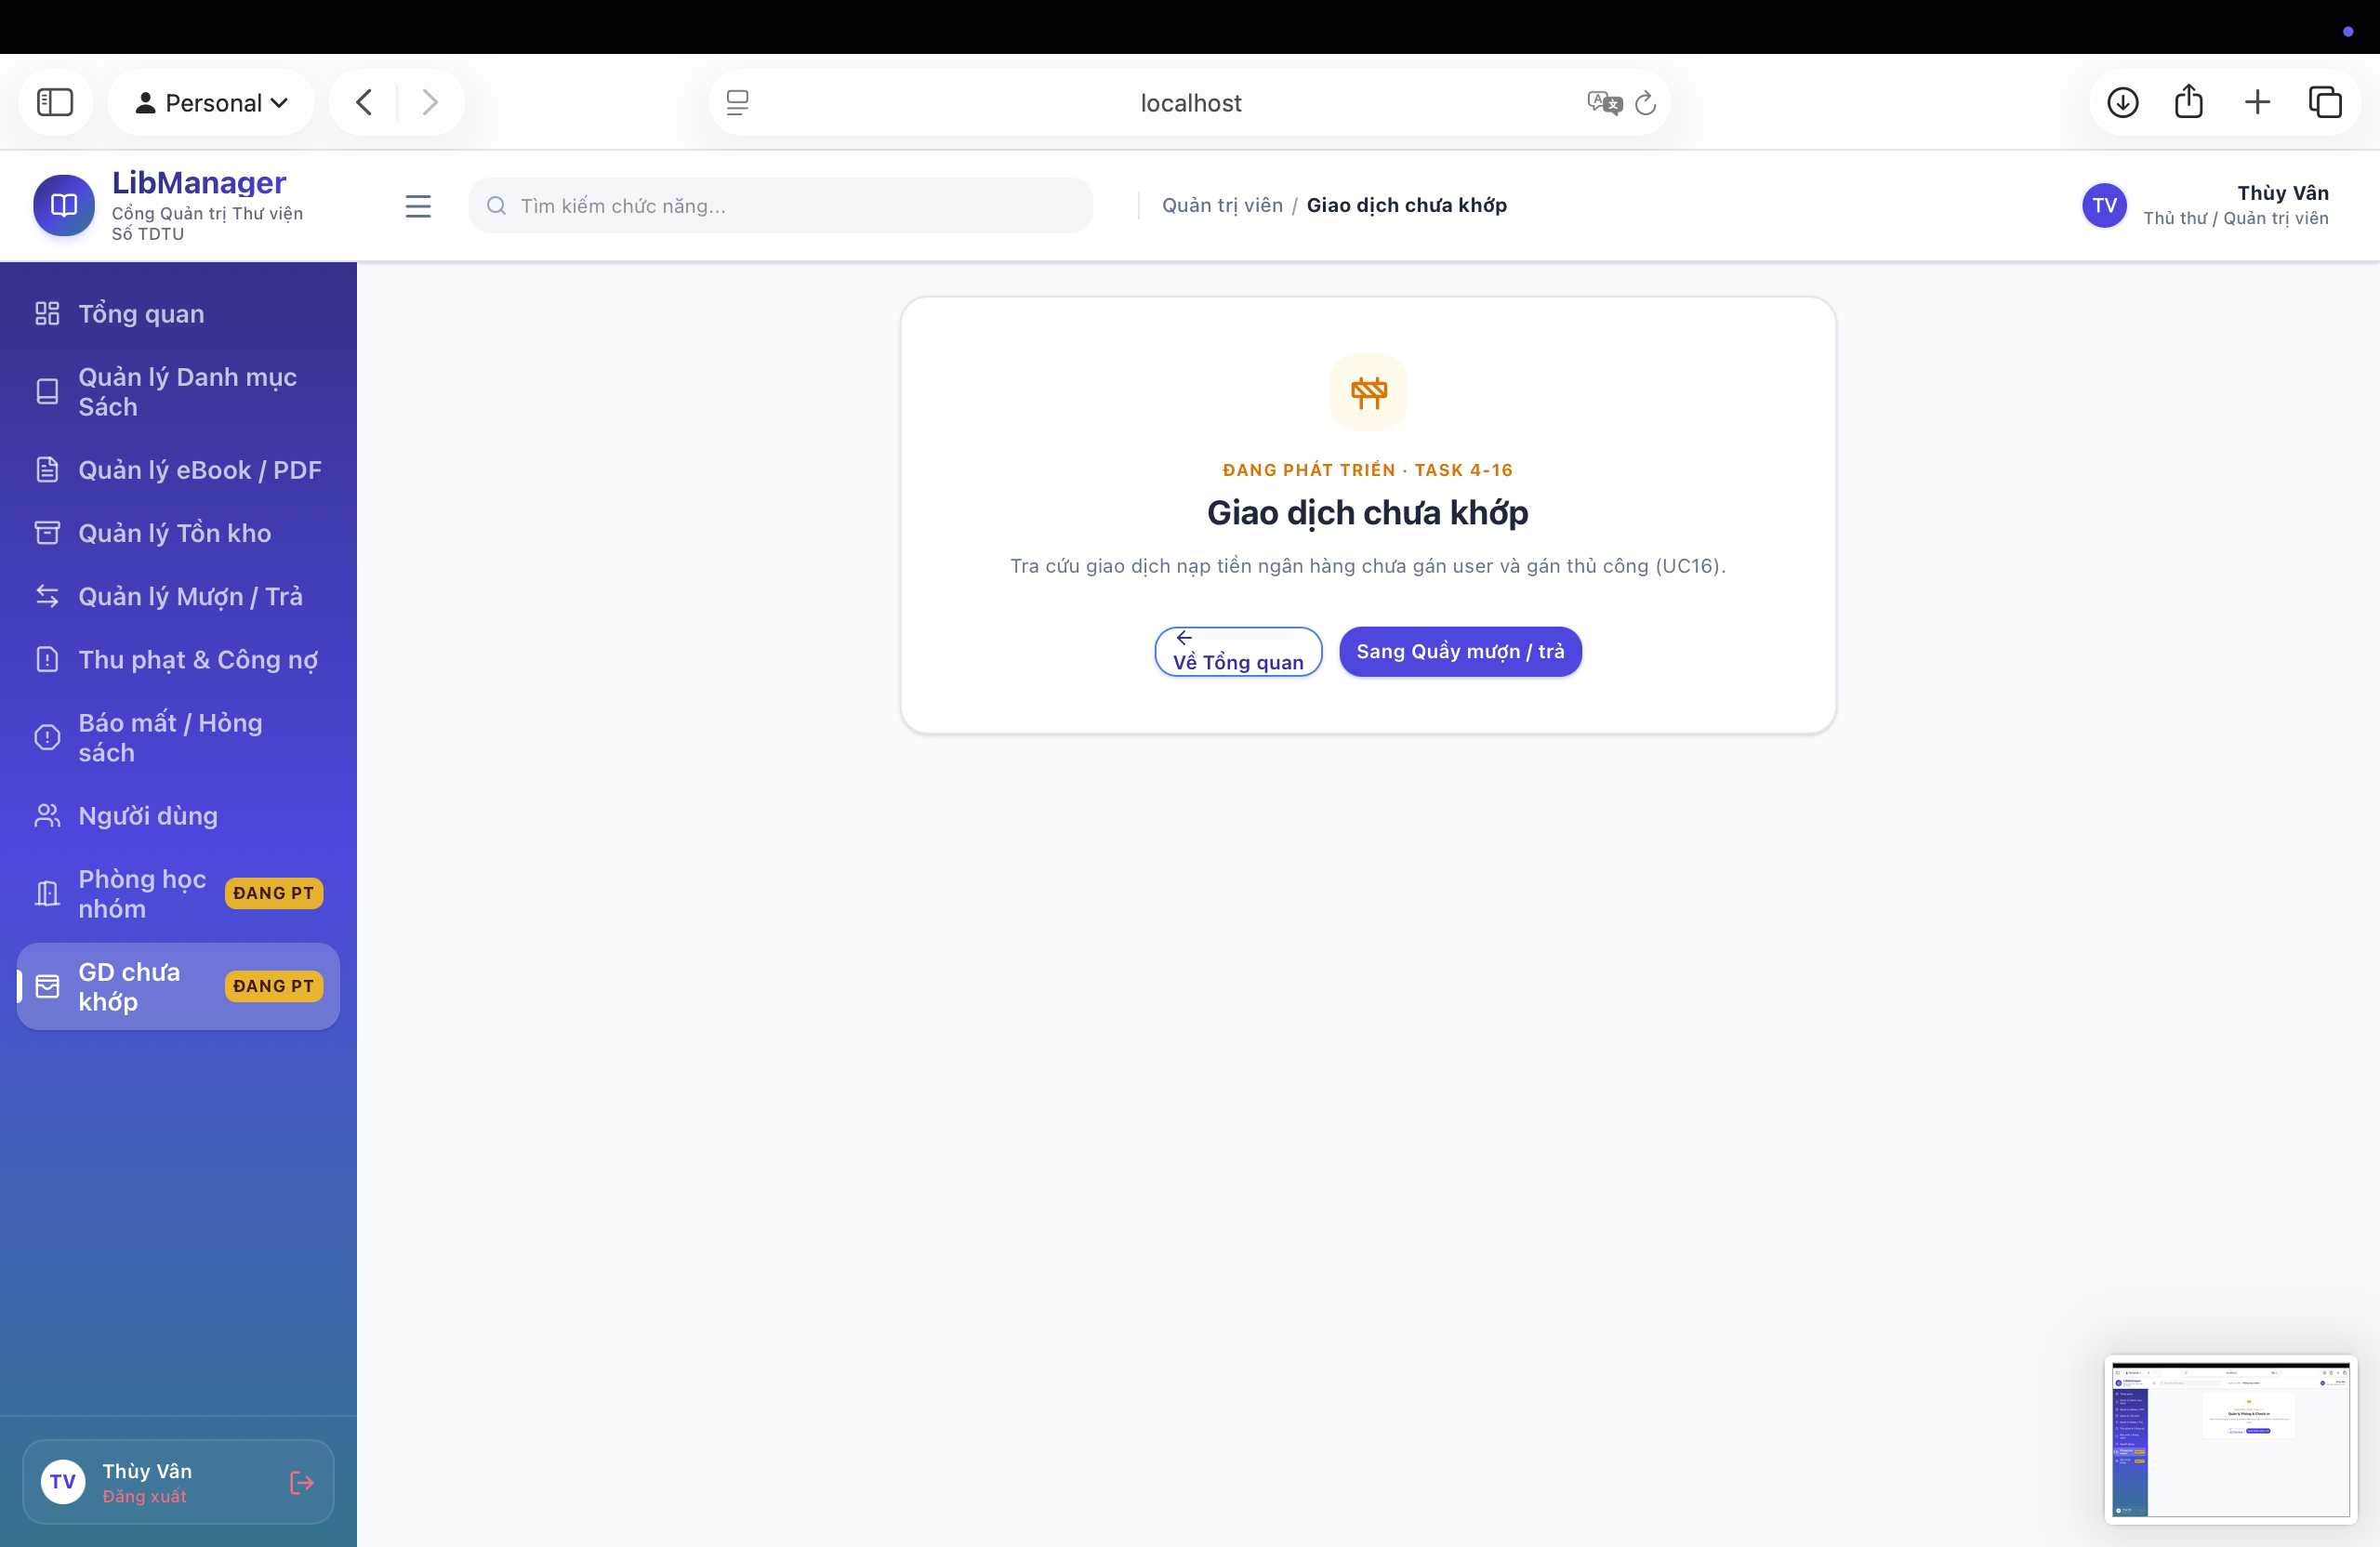 Personal
localhost
LibManager
Cổng Quản trị Thư viện
Số TDTU
Tìm kiếm chức năng...
Quản trị viên / Giao dịch chưa khớp
TV
Thùy Vân
Thủ thư / Quản trị viên
Tổng quan
Quản lý Danh mục
Sách
Quản lý eBook / PDF
Quản lý Tồn kho
Quản lý Mượn / Trả
Thu phạt & Công nợ
Báo mất / Hỏng
sách
Người dùng
Phòng học
nhóm
ĐANG PT
GD chưa
khớp
ĐANG PT
TV
Thùy Vân
Đăng xuất
ĐANG PHÁT TRIỂN · TASK 4-16
Giao dịch chưa khớp
Tra cứu giao dịch nạp tiền ngân hàng chưa gán user và gán thủ công (UC16).
Về Tổng quan
Sang Quầy mượn / trả